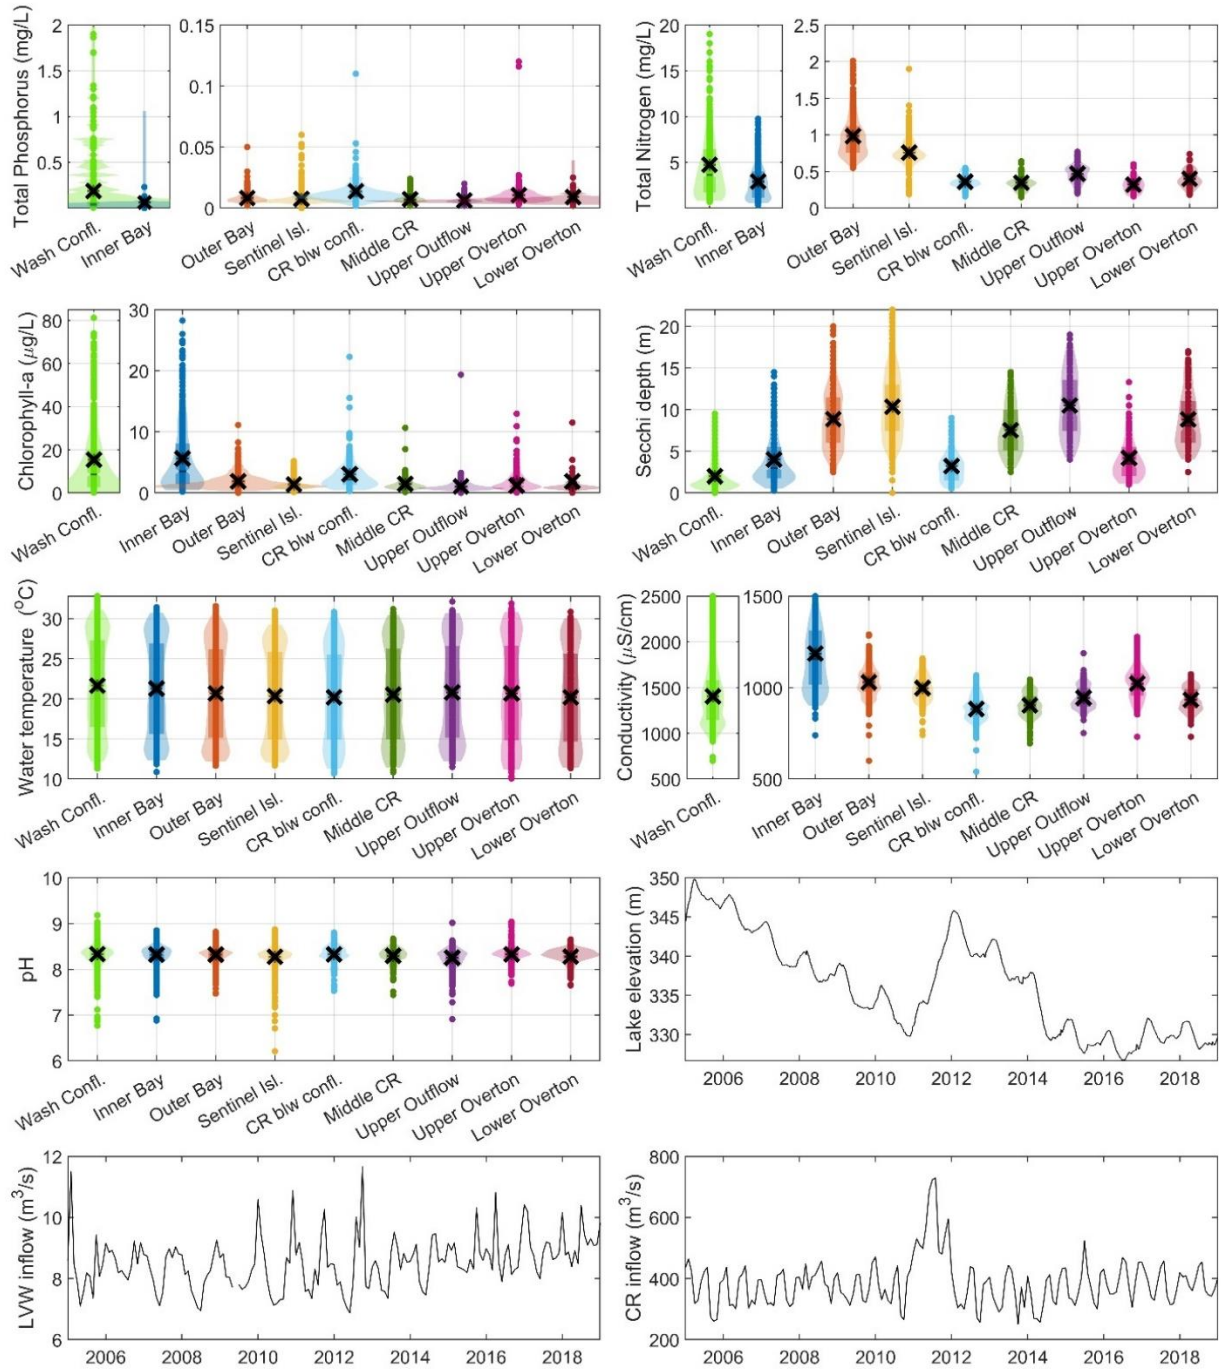 Total Phosphorus (mg/L)
2
1.5
1
0.5
Wash Confl.
Inner Bay
0.15
0.1
0.05
0
Outer Bay
Sentinel Isl.
CR blw confl.
Middle CR
Upper Outflow
Upper Overton
Lower Overton
Total Nitrogen (mg/L)
20
15
10
5
0
Wash Confl.
Inner Bay
2.5
2
1.5
1
0.5
0
Outer Bay
Sentinel Isl.
CR blw confl.
Middle CR
Upper Outflow
Upper Overton
Lower Overton
Chlorophyll-a (μg/L)
80
60
40
20
0
Wash Confl.
30
20
10
0
Inner Bay
Outer Bay
Sentinel Isl.
CR blw confl.
Middle CR
Upper Outflow
Upper Overton
Lower Overton
Secchi depth (m)
20
15
10
5
0
Wash Confl.
Inner Bay
Outer Bay
Sentinel Isl.
CR blw confl.
Middle CR
Upper Outflow
Upper Overton
Lower Overton
Water temperature (°C)
30
25
20
15
10
Wash Confl.
Inner Bay
Outer Bay
Sentinel Isl.
CR blw confl.
Middle CR
Upper Outflow
Upper Overton
Lower Overton
Conductivity (μS/cm)
2500
2000
1500
1000
500
Wash Confl.
1500
1000
500
Inner Bay
Outer Bay
Sentinel Isl.
CR blw confl.
Middle CR
Upper Outflow
Upper Overton
Lower Overton
pH
10
9
8
7
6
Wash Confl.
Inner Bay
Outer Bay
Sentinel Isl.
CR blw confl.
Middle CR
Upper Outflow
Upper Overton
Lower Overton
Lake elevation (m)
350
345
340
335
330
2006 2008 2010 2012 2014 2016 2018
LVW inflow (m³/s)
12
10
8
6
2006 2008 2010 2012 2014 2016 2018
CR inflow (m³/s)
800
600
400
200
2006 2008 2010 2012 2014 2016 2018